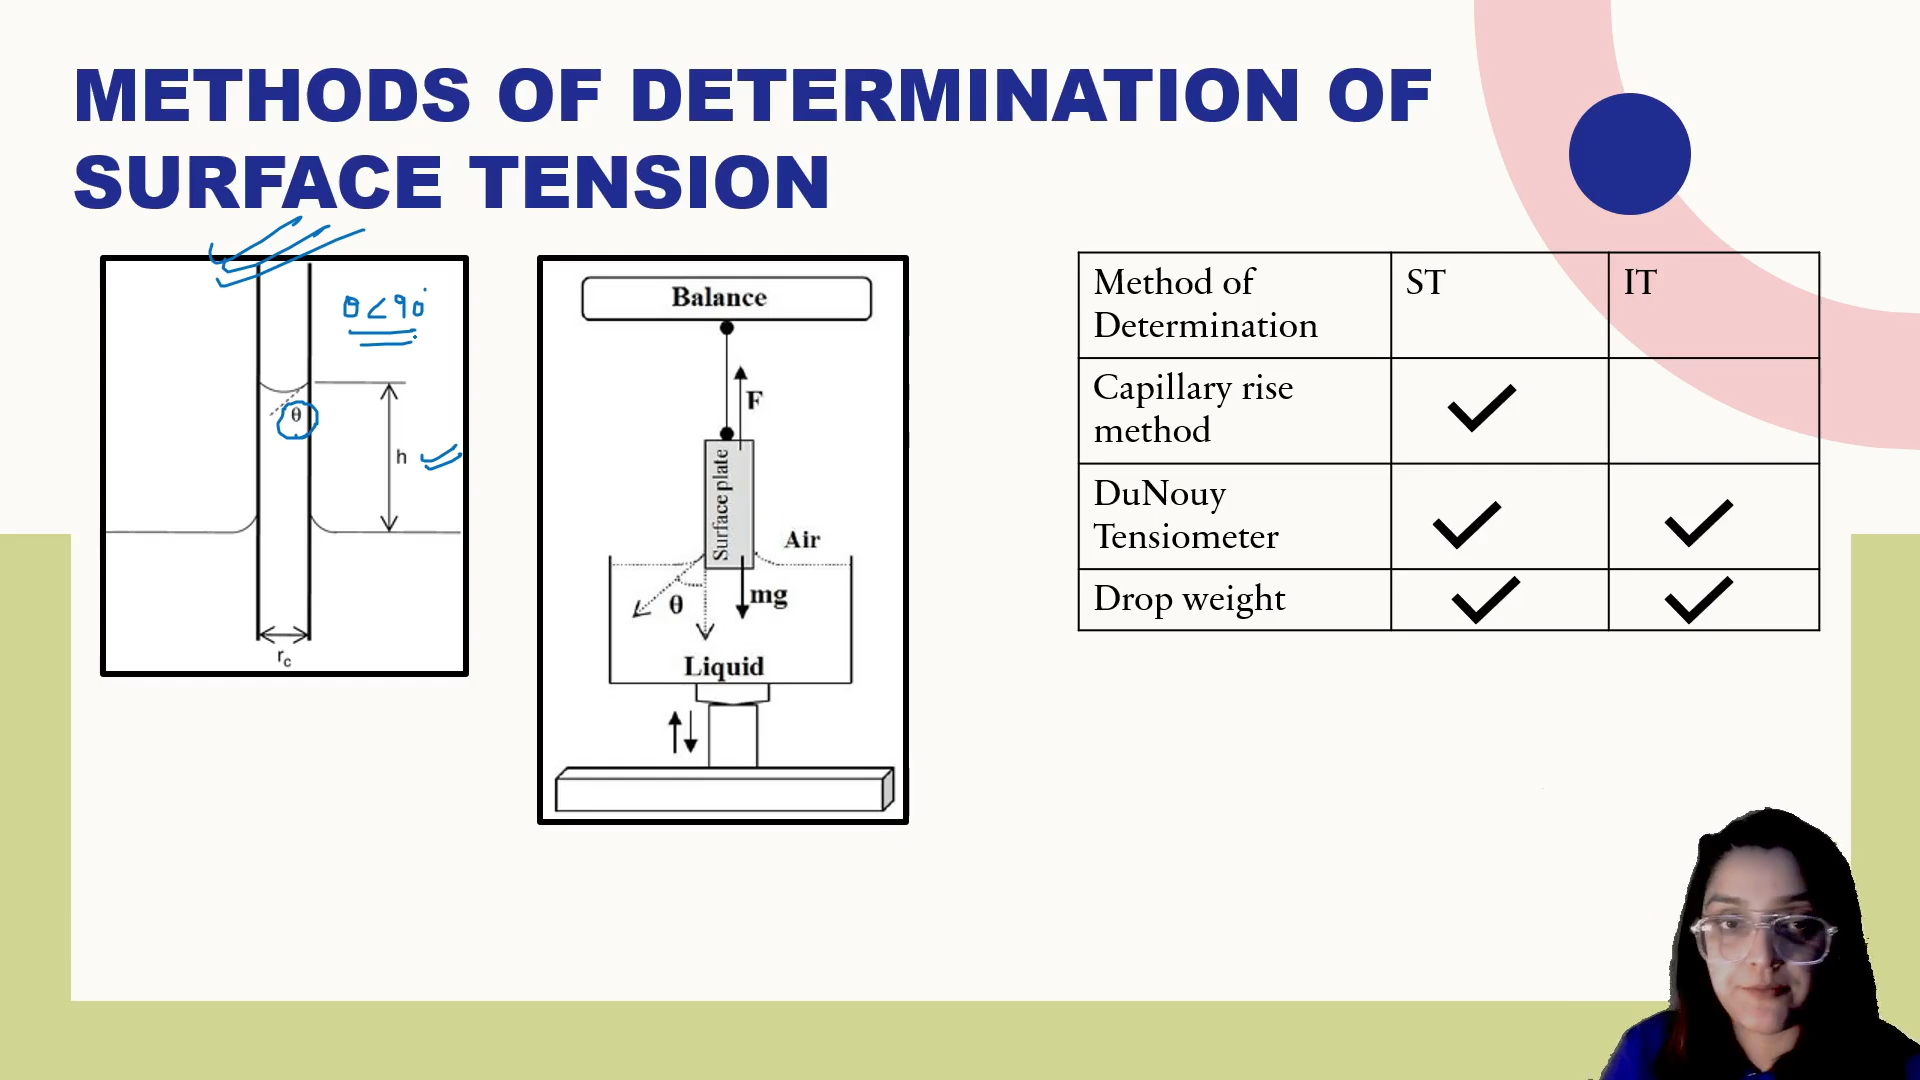 METHODS OF DETERMINATION OF
SURFACE TENSION
θ < 90°
θ
h
rc
Balance
F
Surface plate
Air
θ
mg
Liquid
Method of
Determination
ST
IT
Capillary rise
method
DuNouy
Tensiometer
Drop weight